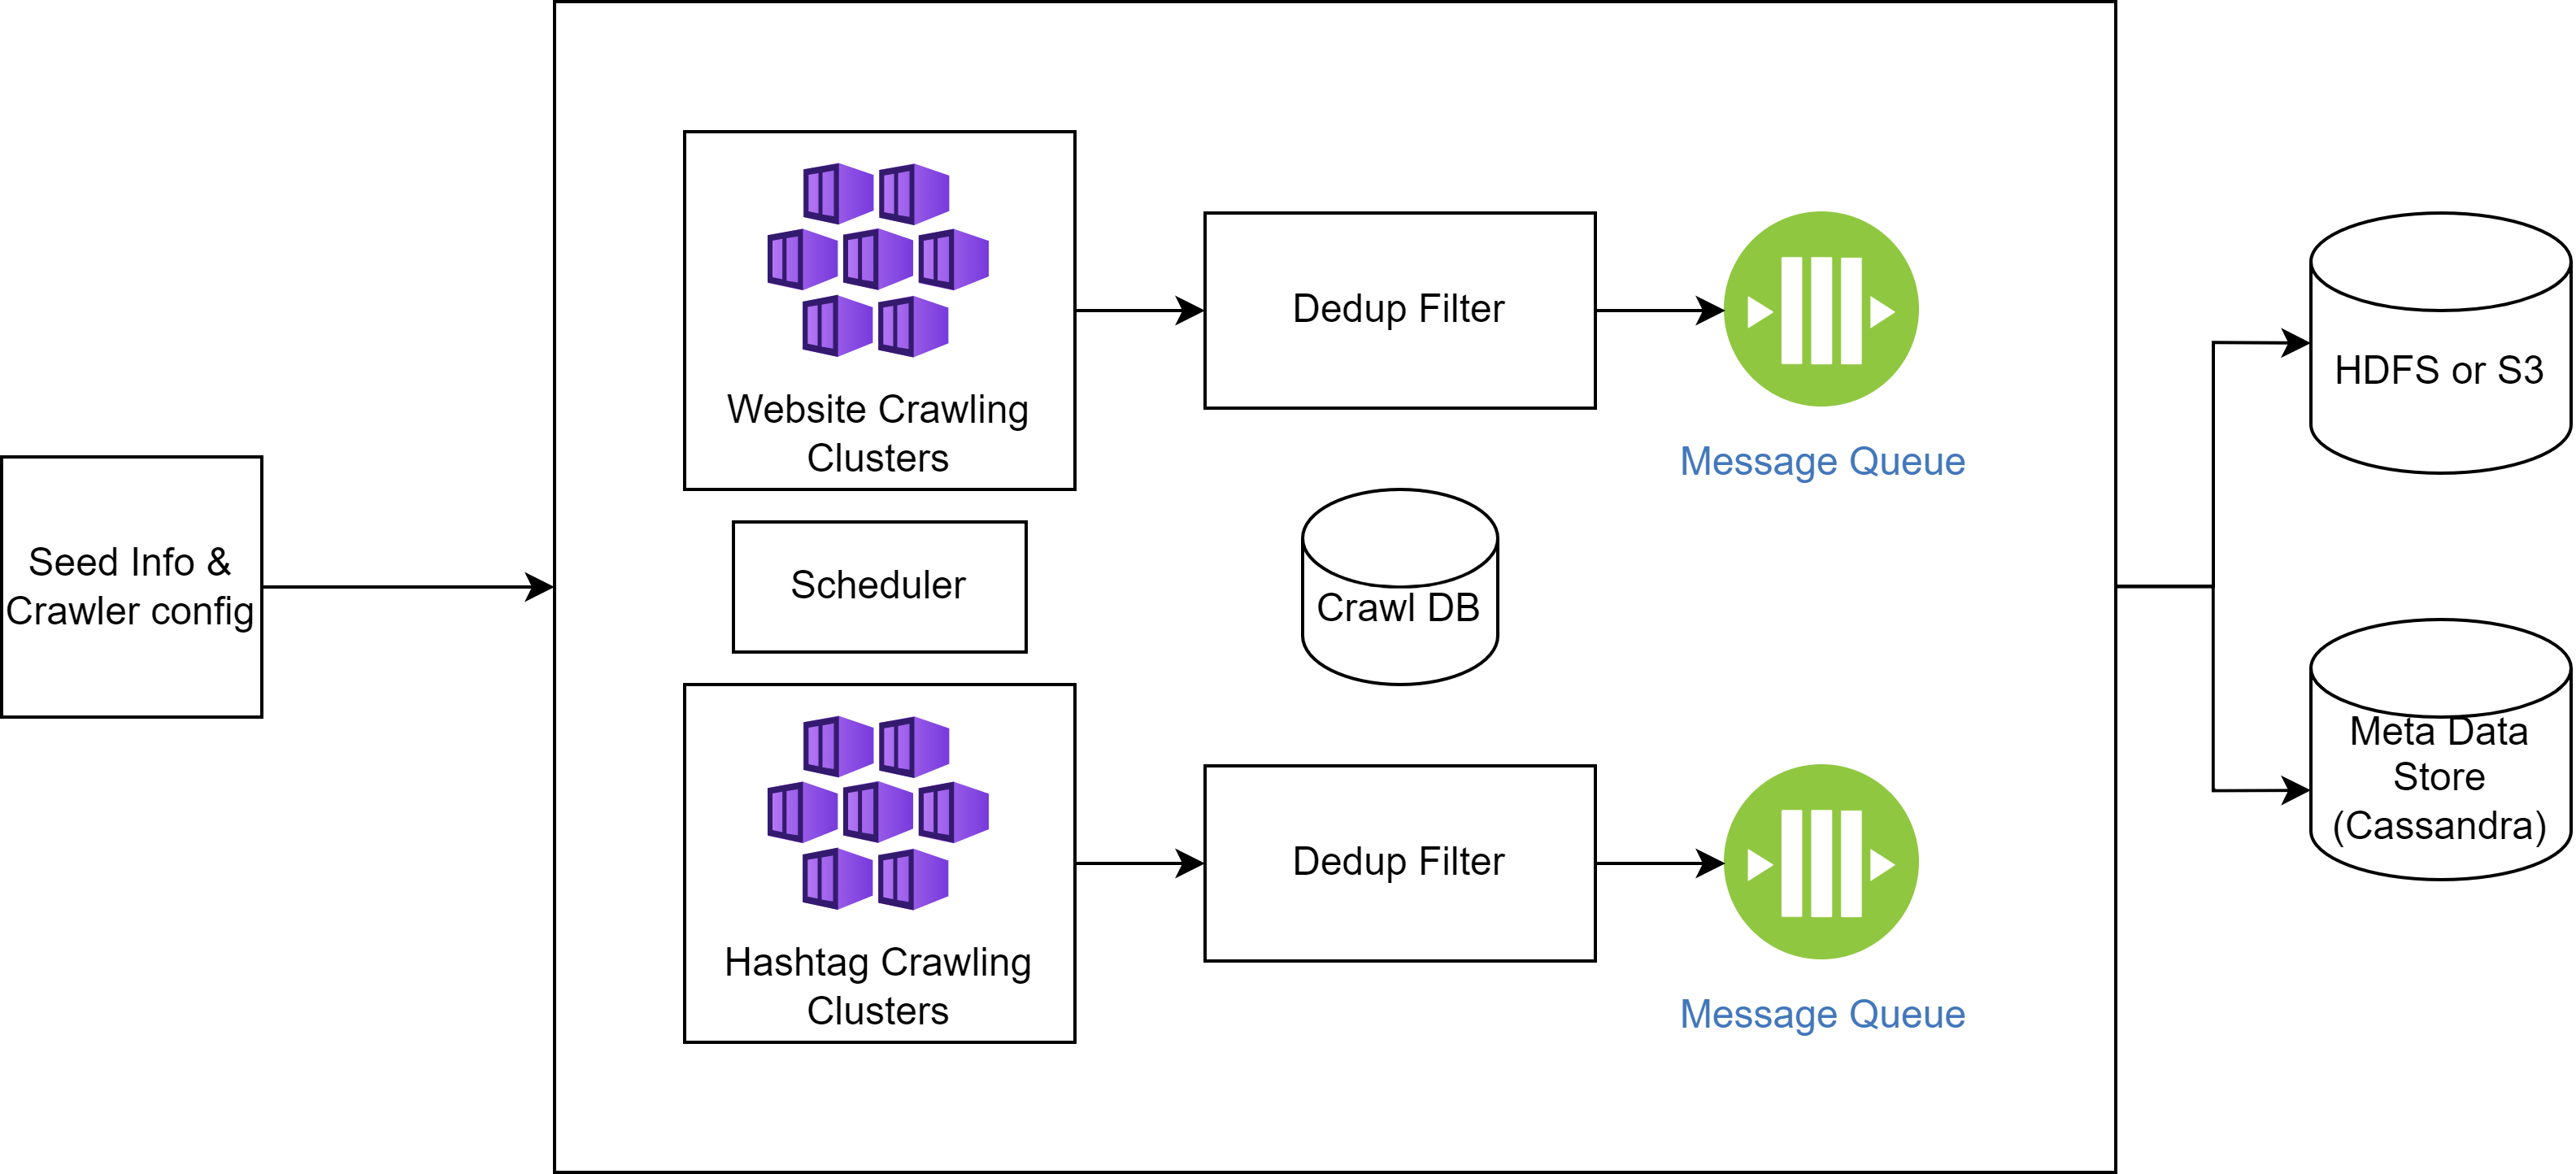 Seed Info &
Crawler config
Website Crawling
Clusters
Dedup Filter
Message Queue
Scheduler
Crawl DB
Hashtag Crawling
Clusters
Dedup Filter
Message Queue
HDFS or S3
Meta Data
Store
(Cassandra)